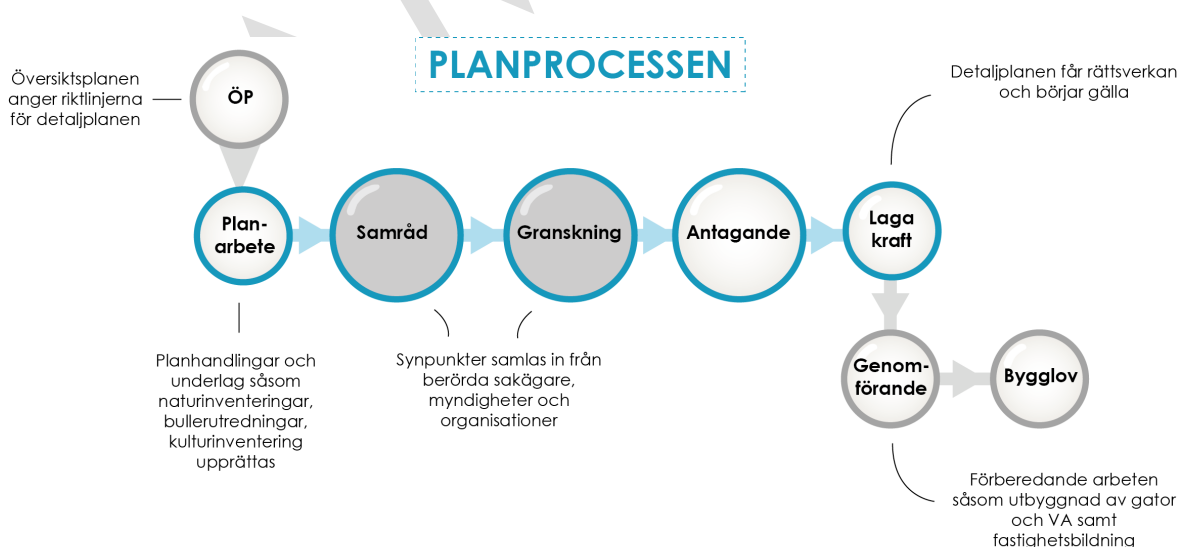 PLANPROCESSEN
Översiktsplanen
anger riktlinjerna
för detaljplanen
ÖP
Detaljplanen får rättsverkan
och börjar gälla
Plan-
arbete
Samråd
Granskning
Antagande
Laga
kraft
Planhandlingar och
underlag såsom
naturinventeringar,
bullerutredningar,
kulturinventering
upprättas
Synpunkter samlas in från
berörda sakägare,
myndigheter och
organisationer
Genom-
förande
Bygglov
Förberedande arbeten
såsom utbyggnad av gator
och VA samt
fastighetsbildning